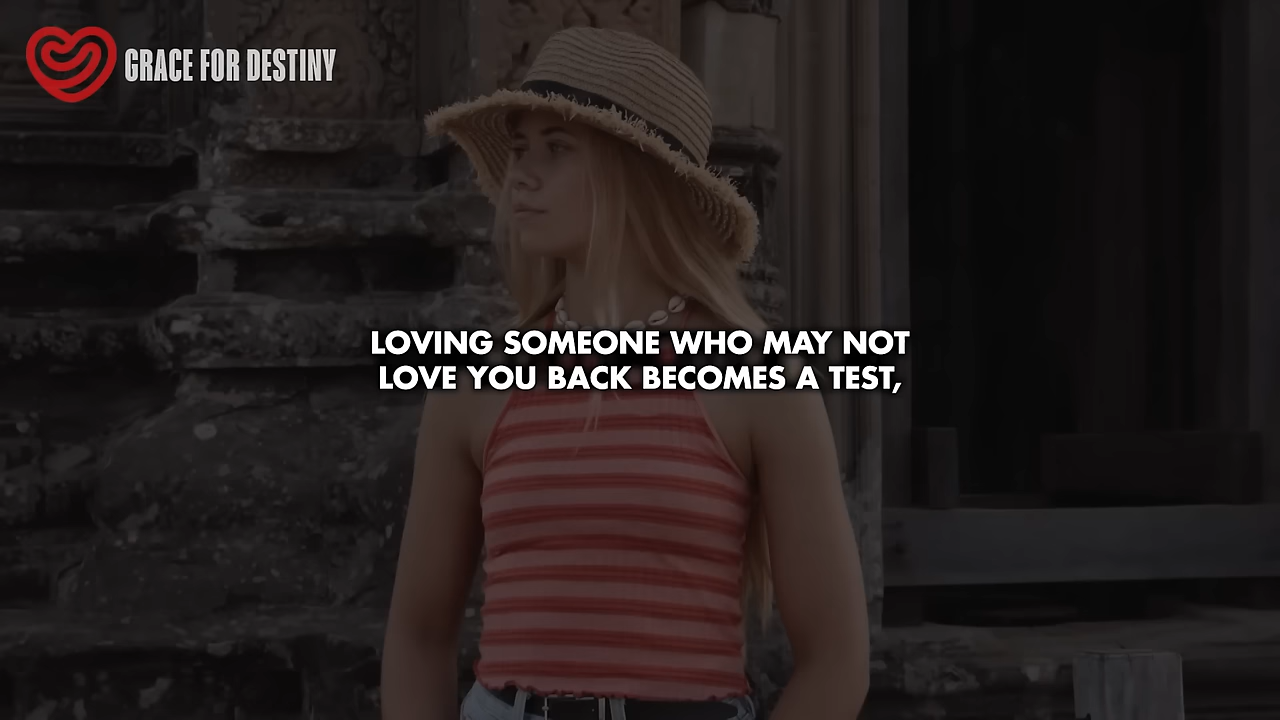 GRACE FOR DESTINY
LOVING SOMEONE WHO MAY NOT
LOVE YOU BACK BECOMES A TEST,